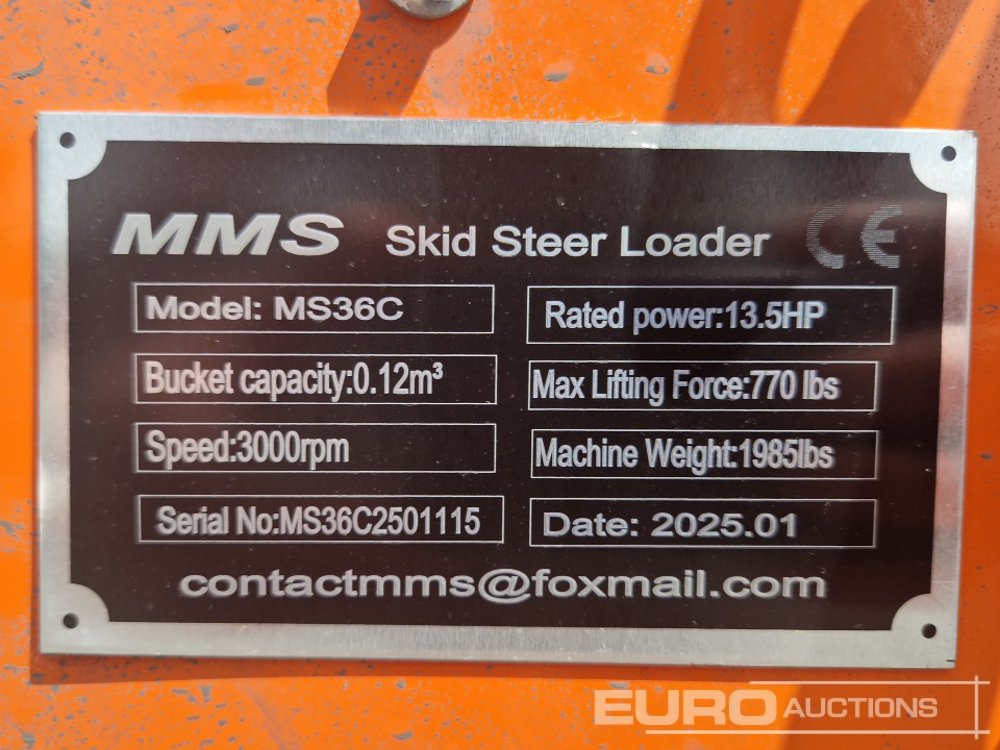 MMS Skid Steer Loader CE
Model: MS36C
Rated power:13.5HP
Bucket capacity:0.12m³
Max Lifting Force:770 lbs
Speed:3000rpm
Machine Weight:1985lbs
Serial No:MS36C2501115
Date: 2025.01
contactmms@foxmail.com
EURO AUCTIONS